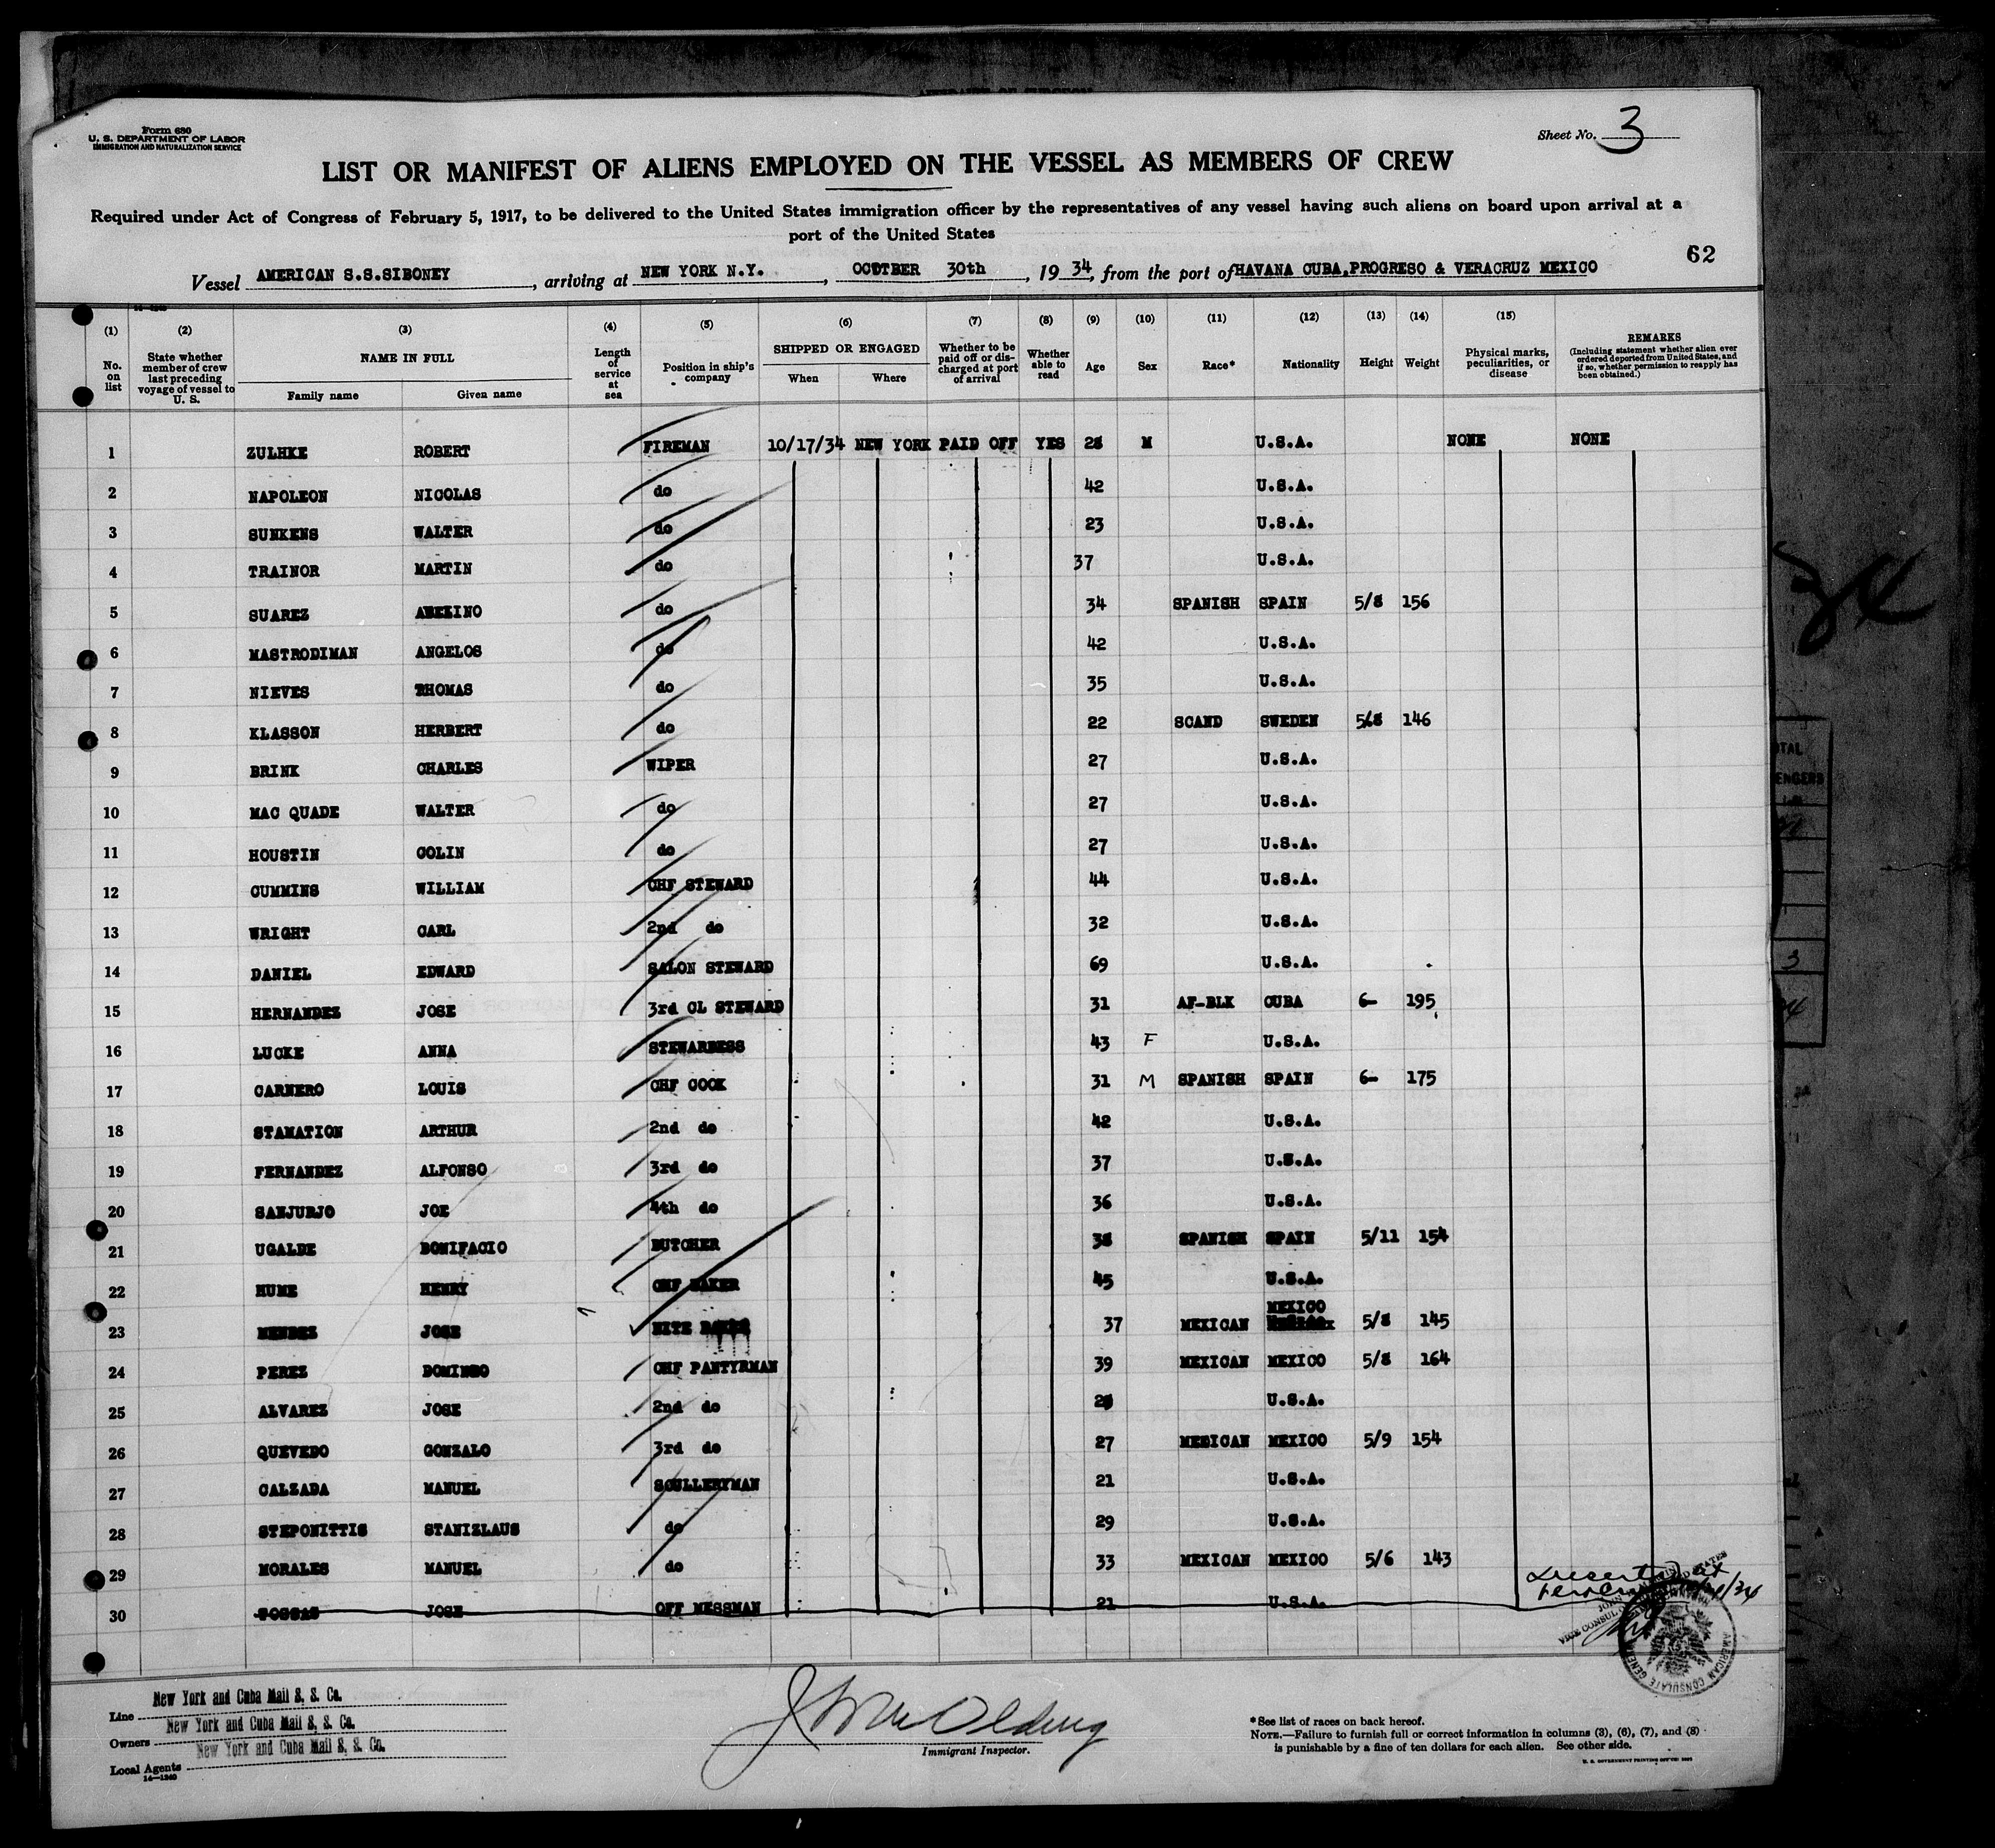 Form 680
U. S. DEPARTMENT OF LABOR
IMMIGRATION AND NATURALIZATION SERVICE
Sheet No. 3
LIST OR MANIFEST OF ALIENS EMPLOYED ON THE VESSEL AS MEMBERS OF CREW
Required under Act of Congress of February 5, 1917, to be delivered to the United States immigration officer by the representatives of any vessel having such aliens on board upon arrival at a
port of the United States
62
Vessel AMERICAN S.S.SIBONEY, arriving at NEW YORK N.Y., OCOTBER 30th, 1934, from the port of HAVANA CUBA,PROGRESO & VERACRUZ MEXICO
(1) (2) (3) (4) (5) (6) (7) (8) (9) (10) (11) (12) (13) (14) (15)
No. on list State whether member of crew last preceding voyage of vessel to U. S. NAME IN FULL Family name Given name Length of service at sea Position in ship's company SHIPPED OR ENGAGED When Where Whether to be paid off or discharged at port of arrival Whether able to read Age Sex Race* Nationality Height Weight Physical marks, peculiarities, or disease REMARKS (Including statement whether alien ever ordered deported from United States, and if so, whether permission to reapply has been obtained.)
1 ZULHKE ROBERT FIREMAN 10/17/34 NEW YORK PAID OFF YES M U.S.A. NONE NONE
2 NAPOLEON NICOLAS do 42 U.S.A.
3 SUNKENS WALTER do 23 U.S.A.
4 TRAINOR MARTIN do 37 U.S.A.
5 SUAREZ do 34 SPANISH SPAIN 5/8 156
6 MASTRODIMAN ANGELOS do 42 U.S.A.
7 NIEVES THOMAS do 35 U.S.A.
8 KLASSON HERBERT do 22 SCAND SWEDEN 146
9 BRINK CHARLES WIPER 27 U.S.A.
10 MAC QUADE WALTER do 27 U.S.A.
11 HOUSTIN COLIN do 27 U.S.A.
12 CUMMINS WILLIAM CHF STEWARD 44 U.S.A.
13 WRIGHT CARL 2nd do 32 U.S.A.
14 DANIEL EDWARD SALON STEWARD 69 U.S.A.
15 HERNANDEZ JOSE 3rd CL STEWARD 31 AF-BLK CUBA 6- 195
16 LUCKE ANNA STEWARDESS 43 F U.S.A.
17 CARNERO LOUIS CHF COOK 31 M SPANISH SPAIN 6- 175
18 STAMATION ARTHUR 2nd do 42 U.S.A.
19 FERNANDEZ ALFONSO 3rd do 37 U.S.A.
20 SANJURJO JOE 4th do 36 U.S.A.
21 UGALDE BONIFACIO BUTCHER SPANISH SPAIN 5/11 154
22 HUME HENRY CHF BAKER 45 U.S.A.
23 MENDEZ JOSE NITE 37 MEXICAN MEXICO 5/8 145
24 PEREZ DOMINGO CHF PANTYRMAN 39 MEXICAN MEXICO 5/8 164
25 ALVAREZ JOSE 2nd do U.S.A.
26 QUEVEDO GONZALO 3rd do 27 MESICAN MEXICO 5/9 154
27 CALZADA MANUEL SCULLERYMAN 21 U.S.A.
28 STEPONITTIS STANIZLAUS do 29 U.S.A.
29 MORALES MANUEL do 33 MEXICAN MEXICO 5/6 143
30 JOSE OFF MESSMAN 21 U.S.A.
AMERICAN CONSULATE
Line New York and Cuba Mail S. S. Co.
Owners New York and Cuba Mail S. S. Co.
Local Agents New York and Cuba Mail S. S. Co.
14—1240
Immigrant Inspector.
*See list of races on back hereof.
NOTE.—Failure to furnish full or correct information in columns (3), (6), (7), and (8)
is punishable by a fine of ten dollars for each alien. See other side.